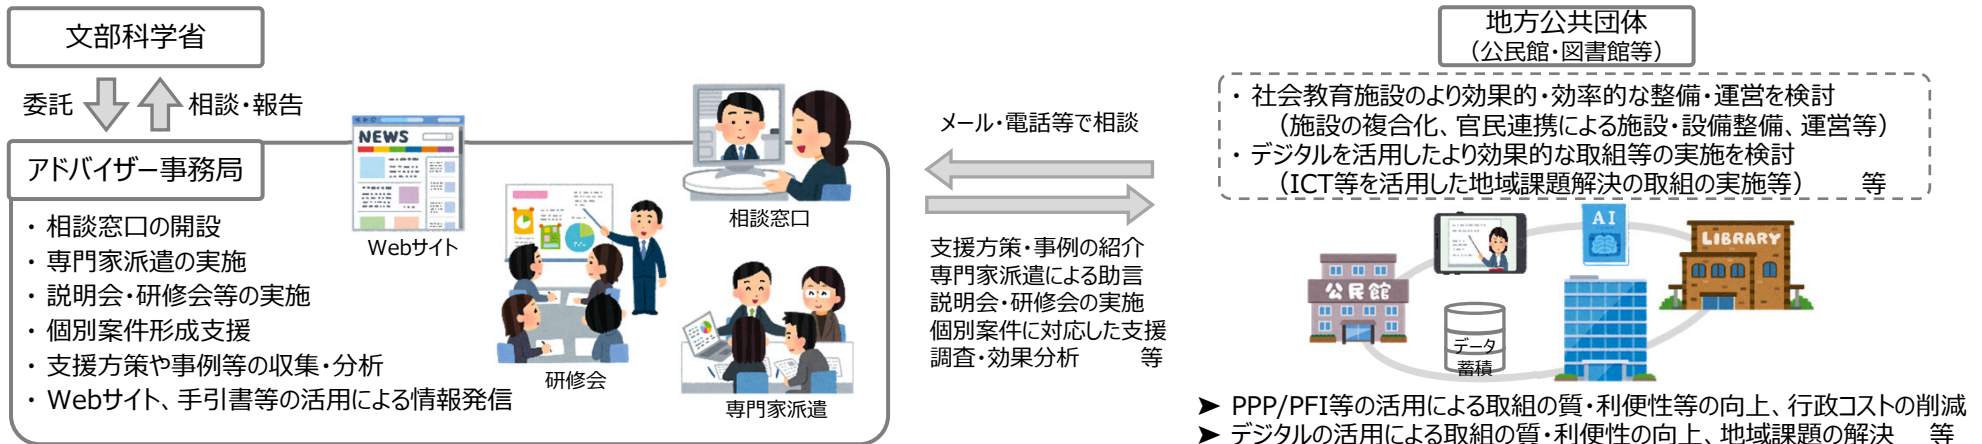 文部科学省
委託
相談・報告
アドバイザー事務局
・ 相談窓口の開設
・ 専門家派遣の実施
・ 説明会・研修会等の実施
・ 個別案件形成支援
・ 支援方策や事例等の収集・分析
・ Webサイト、手引書等の活用による情報発信
NEWS
Webサイト
研修会
相談窓口
専門家派遣
メール・電話等で相談
支援方策・事例の紹介
専門家派遣による助言
説明会・研修会の実施
個別案件に対応した支援
調査・効果分析　　等
地方公共団体
（公民館・図書館等）
・ 社会教育施設のより効果的・効率的な整備・運営を検討
（施設の複合化、官民連携による施設・設備整備、運営等）
・ デジタルを活用したより効果的な取組等の実施を検討
（ICT等を活用した地域課題解決の取組の実施等）　　等
公民館
AI
LIBRARY
データ
蓄積
➤ PPP/PFI等の活用による取組の質・利便性等の向上、行政コストの削減
➤ デジタルの活用による取組の質・利便性の向上、地域課題の解決　等